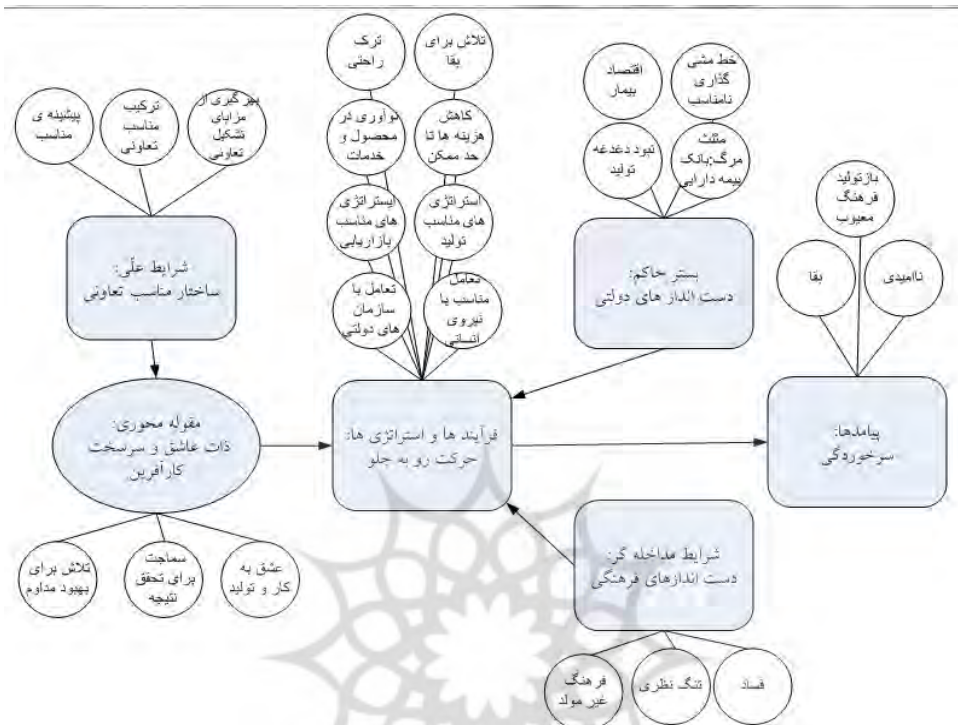 ترک
راحتی
تلاش برای
بقا
اقتصاد
بیمار
خط مشی
گذاری
نامناسب
پیشینه ی
مناسب
ترکیب
مناسب
تعاونی
بهره گیری از
مزایای
تشکیل
تعاونی
نوآوری در
محصول و
خدمات
کاهش
هزینه ها تا
حد ممکن
نبود دغدغه
تولید
مثلث
مرگ:بانک
بیمه دارایی
بازتولید
فرهنگ
معیوب
ایستراتژی
های مناسب
بازاریابی
استراتژی
های مناسب
تولید
بقا
ناامیدی
شرایط علّی:
ساختار مناسب تعاونی
تعامل با
سازمان
های دولتی
تعامل
مناسب با
نیروی
انسانی
بستر حاکم:
دست انداز های دولتی
مقوله محوری:
ذات عاشق و سرسخت
کارآفرین
فرآیند ها و استراتژی ها:
حرکت رو به جلو
پیامدها:
سرخوردگی
تلاش برای
بهبود مداوم
سماجت
برای تحقق
نتیجه
عشق به
کار و تولید
شرایط مداخله گر:
دست اندازهای فرهنگی
فرهنگ
غیر مولد
تنگ نظری
فساد